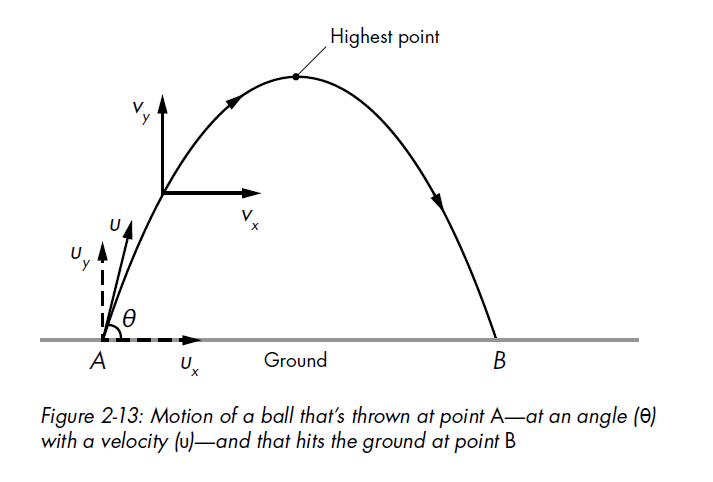 Highest point
v_y
v_x
u
u_y
θ
A
u_x
Ground
B
Figure 2-13: Motion of a ball that's thrown at point A—at an angle (θ)
with a velocity (u)—and that hits the ground at point B